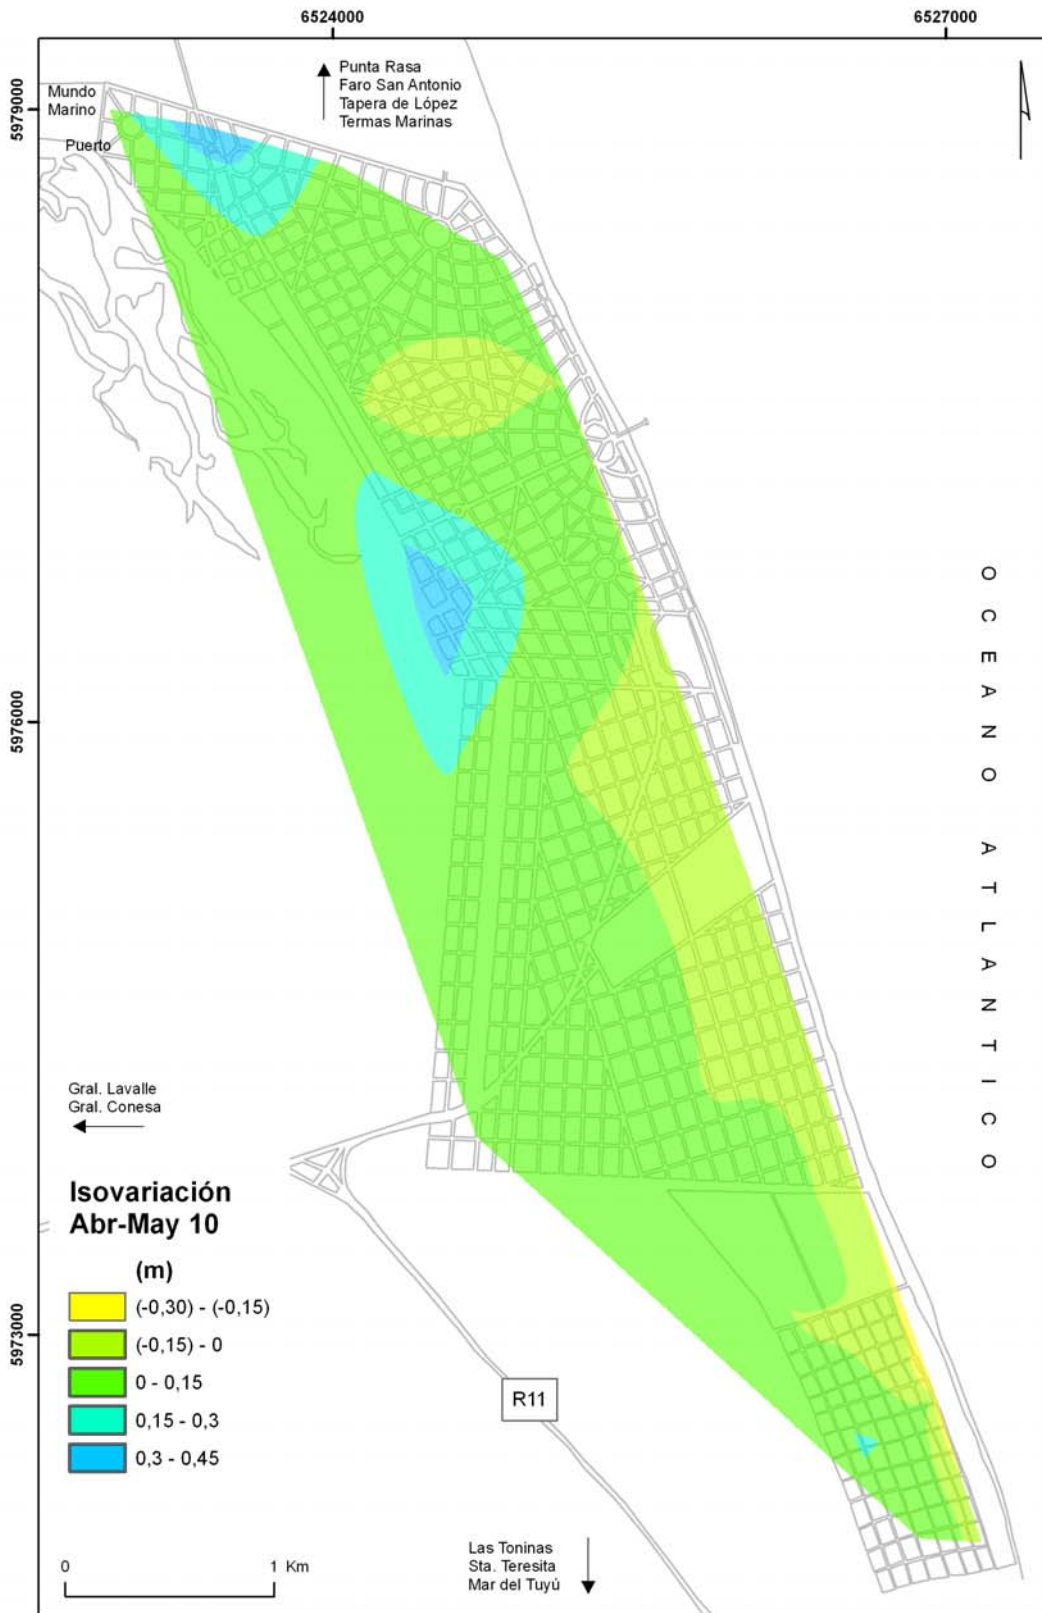 6524000
6527000
5979000
5976000
5973000
Mundo
Marino
Puerto
Punta Rasa
Faro San Antonio
Tapera de López
Termas Marinas
OCEANO ATLANTICO
Gral. Lavalle
Gral. Conesa
Isovariación
Abr-May 10
(m)
(-0,30) - (-0,15)
(-0,15) - 0
0 - 0,15
0,15 - 0,3
0,3 - 0,45
R11
0
1 Km
Las Toninas
Sta. Teresita
Mar del Tuyú